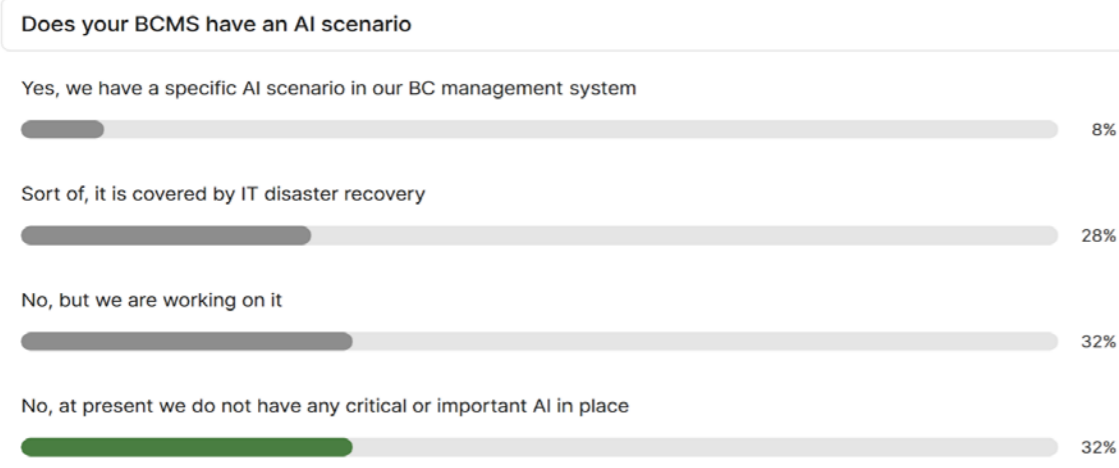 Does your BCMS have an AI scenario
Yes, we have a specific AI scenario in our BC management system
8%
Sort of, it is covered by IT disaster recovery
28%
No, but we are working on it
32%
No, at present we do not have any critical or important AI in place
32%